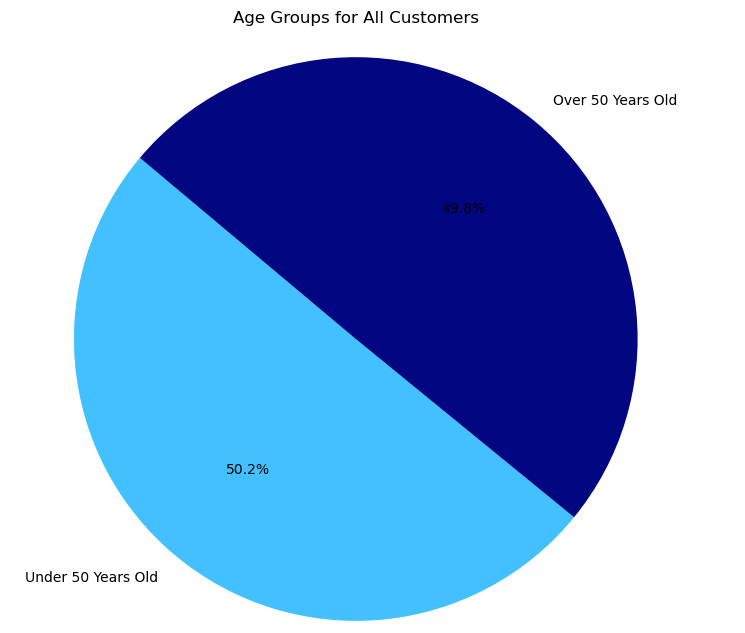 Age Groups for All Customers
Over 50 Years Old
49.8%
50.2%
Under 50 Years Old